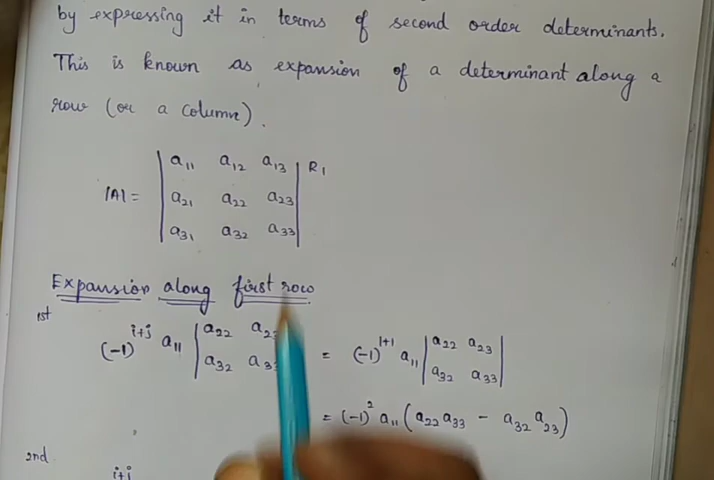 by expressing it in terms of second order determinants.
This is known as expansion of a determinant along a
row (or a column).
|A| = | a₁₁ a₁₂ a₁₃ | R₁
| a₂₁ a₂₂ a₂₃ |
| a₃₁ a₃₂ a₃₃ |
Expansion along first row
1st
(-1)^{i+j} a₁₁ | a₂₂ a₂ = (-1)^{1+1} a₁₁ | a₂₂ a₂₃ |
| a₃₂ a₃ | a₃₂ a₃₃ |
= (-1)² a₁₁ (a₂₂ a₃₃ - a₃₂ a₂₃)
2nd
i+j